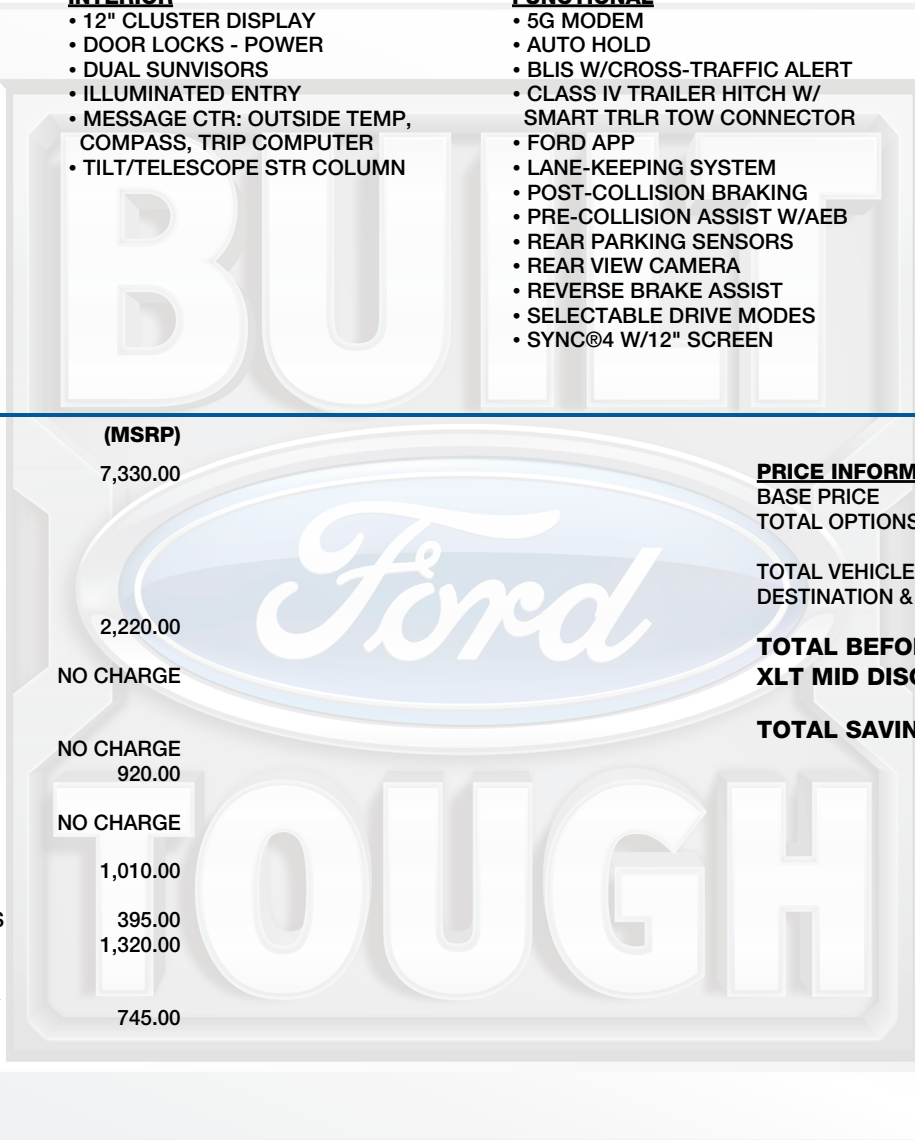 INTERIOR
• 12" CLUSTER DISPLAY
• DOOR LOCKS - POWER
• DUAL SUNVISORS
• ILLUMINATED ENTRY
• MESSAGE CTR: OUTSIDE TEMP,
COMPASS, TRIP COMPUTER
• TILT/TELESCOPE STR COLUMN
FUNCTIONAL
• 5G MODEM
• AUTO HOLD
• BLIS W/CROSS-TRAFFIC ALERT
• CLASS IV TRAILER HITCH W/
SMART TRLR TOW CONNECTOR
• FORD APP
• LANE-KEEPING SYSTEM
• POST-COLLISION BRAKING
• PRE-COLLISION ASSIST W/AEB
• REAR PARKING SENSORS
• REAR VIEW CAMERA
• REVERSE BRAKE ASSIST
• SELECTABLE DRIVE MODES
• SYNC®4 W/12" SCREEN
BUILT
Ford
TOUGH
(MSRP)
7,330.00
2,220.00
NO CHARGE
NO CHARGE
920.00
NO CHARGE
1,010.00
S 395.00
1,320.00
745.00
PRICE INFORM
BASE PRICE
TOTAL OPTIONS
TOTAL VEHICLE
DESTINATION &
TOTAL BEFO
XLT MID DISC
TOTAL SAVIN